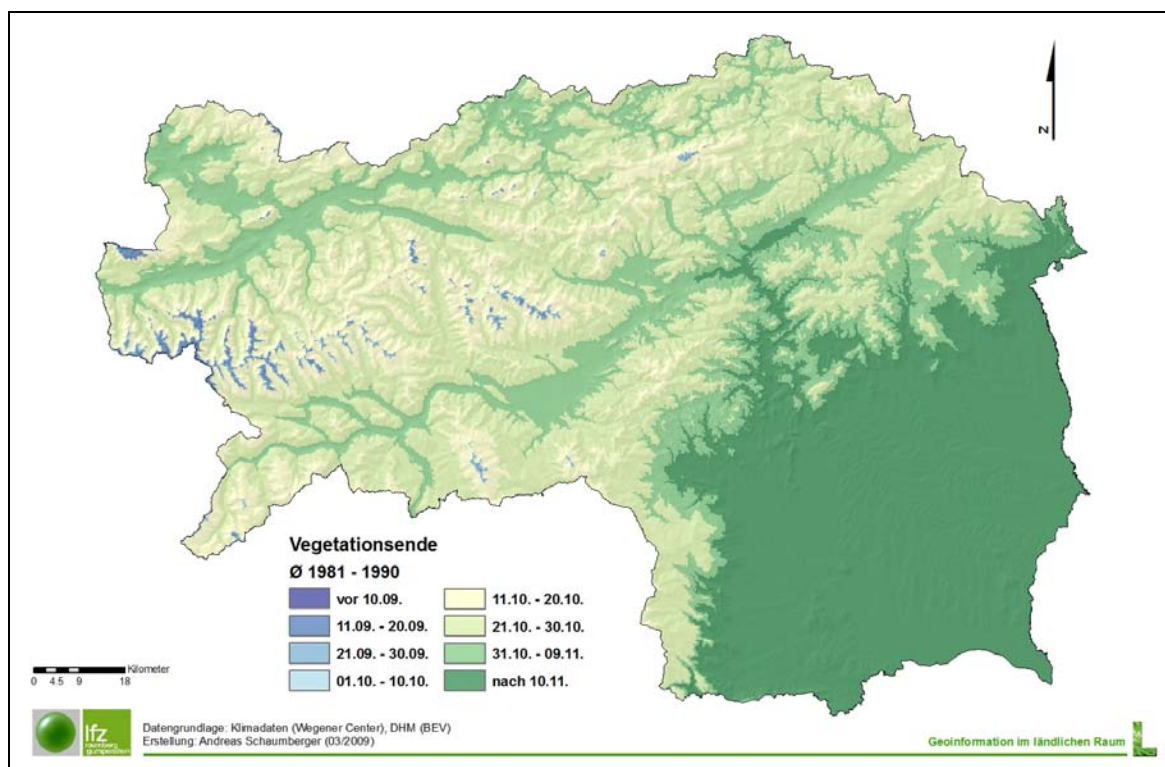 N
Vegetationsende
Ø 1981 - 1990
vor 10.09.
11.09. - 20.09.
21.09. - 30.09.
01.10. - 10.10.
11.10. - 20.10.
21.10. - 30.10.
31.10. - 09.11.
nach 10.11.
Kilometer
0 4.5 9 18
lfz
raumberg
gumpenstein
Datengrundlage: Klimadaten (Wegener Center), DHM (BEV)
Erstellung: Andreas Schaumberger (03/2009)
Geoinformation im ländlichen Raum